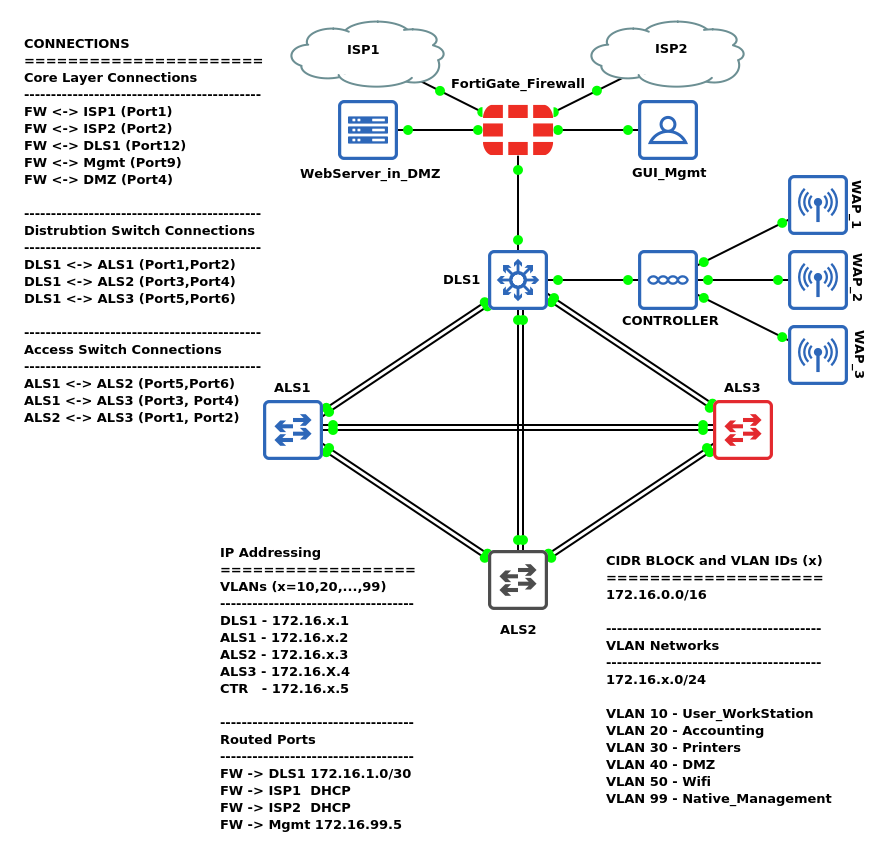 CONNECTIONS
=======================
Core Layer Connections
---------------------------------------------
FW <-> ISP1 (Port1)
FW <-> ISP2 (Port2)
FW <-> DLS1 (Port12)
FW <-> Mgmt (Port9)
FW <-> DMZ (Port4)
---------------------------------------------
Distrubtion Switch Connections
---------------------------------------------
DLS1 <-> ALS1 (Port1,Port2)
DLS1 <-> ALS2 (Port3,Port4)
DLS1 <-> ALS3 (Port5,Port6)
---------------------------------------------
Access Switch Connections
---------------------------------------------
ALS1 <-> ALS2 (Port5,Port6)
ALS1 <-> ALS3 (Port3, Port4)
ALS2 <-> ALS3 (Port1, Port2)
ISP1
ISP2
FortiGate_Firewall
WebServer_in_DMZ
GUI_Mgmt
WAP_1
DLS1
WAP_2
CONTROLLER
WAP_3
ALS1
ALS3
ALS2
IP Addressing
===================
VLANs (x=10,20,...,99)
------------------------------------
DLS1 - 172.16.x.1
ALS1 - 172.16.x.2
ALS2 - 172.16.x.3
ALS3 - 172.16.X.4
CTR   - 172.16.x.5
------------------------------------
Routed Ports
------------------------------------
FW -> DLS1 172.16.1.0/30
FW -> ISP1  DHCP
FW -> ISP2  DHCP
FW -> Mgmt 172.16.99.5
CIDR BLOCK and VLAN IDs (x)
=====================
172.16.0.0/16
----------------------------------------
VLAN Networks
----------------------------------------
172.16.x.0/24
VLAN 10 - User_WorkStation
VLAN 20 - Accounting
VLAN 30 - Printers
VLAN 40 - DMZ
VLAN 50 - Wifi
VLAN 99 - Native_Management